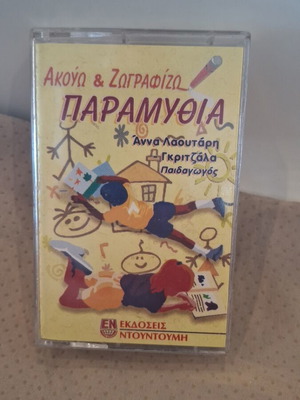 Ακούω & Ζωγραφίζω
ΠΑΡΑΜΥΘΙΑ
Άννα Λαουτάρη
Γκριτζάλα
Παιδαγωγός
ΕΝ
ΕΚΔΟΣΕΙΣ
ΝΤΟΥΝΤΟΥΜΗ